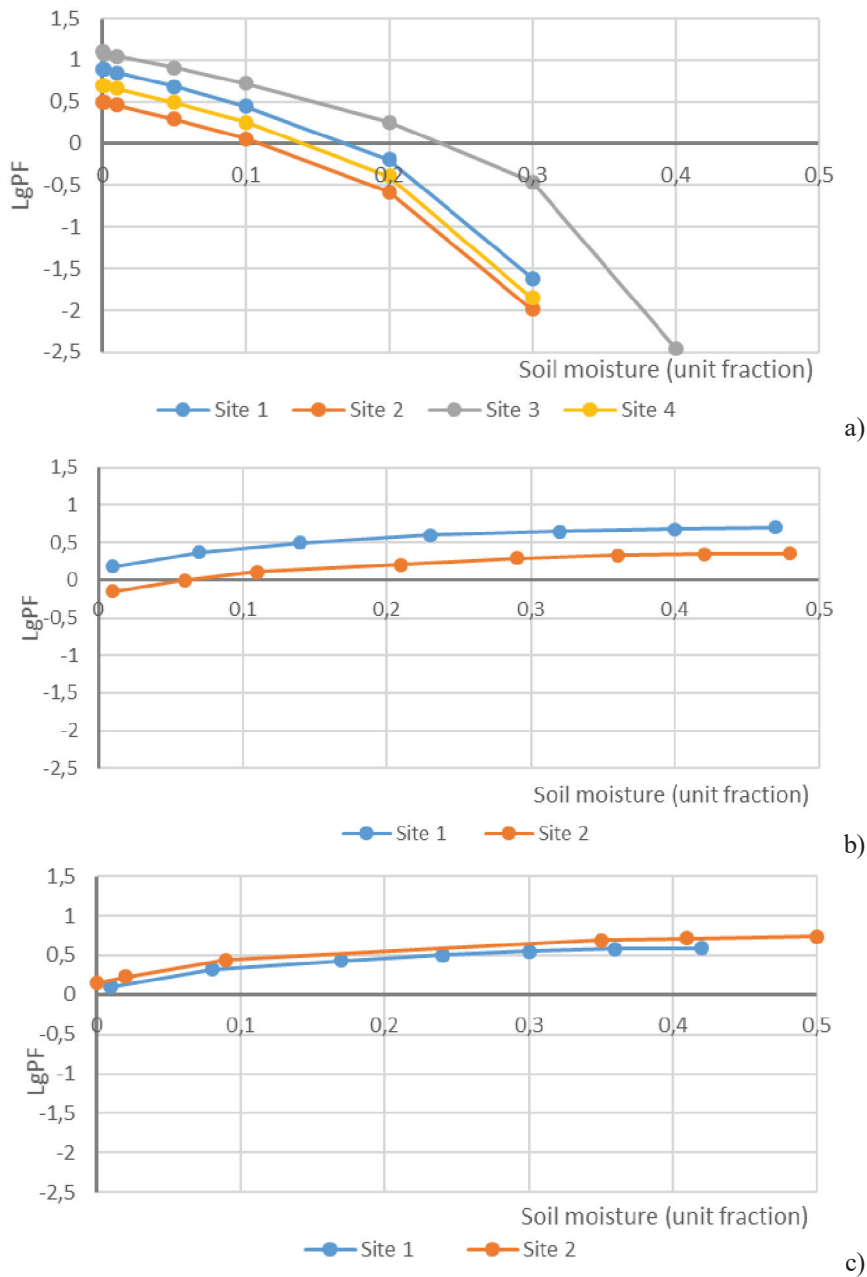 1,5
1
0,5
0
-0,5
-1
-1,5
-2
-2,5
LgPF
0 0,1 0,2 0,3 0,4 0,5
Soil moisture (unit fraction)
Site 1 Site 2 Site 3 Site 4
a)
1,5
1
0,5
0
-0,5
-1
-1,5
-2
-2,5
LgPF
0 0,1 0,2 0,3 0,4 0,5
Soil moisture (unit fraction)
Site 1 Site 2
b)
1,5
1
0,5
0
-0,5
-1
-1,5
-2
-2,5
LgPF
0 0,1 0,2 0,3 0,4 0,5
Soil moisture (unit fraction)
Site 1 Site 2
c)